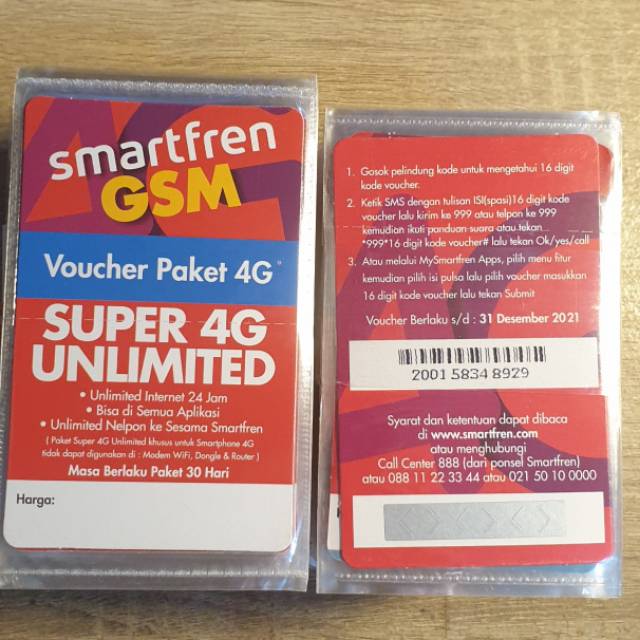 smartfren
GSM
Voucher Paket 4G
SUPER 4G
UNLIMITED
• Unlimited Internet 24 Jam
• Bisa di Semua Aplikasi
• Unlimited Nelpon ke Sesama Smartfren
( Paket Super 4G Unlimited khusus untuk Smartphone 4G
tidak dapat digunakan di : Modem WiFi, Dongle & Router )
Masa Berlaku Paket 30 Hari
Harga:
1. Gosok pelindung kode untuk mengetahui 16 digit
kode voucher.
2. Ketik SMS dengan tulisan ISI(spasi)16 digit kode
voucher lalu kirim ke 999 atau telpon ke 999
kemudian ikuti panduan suara atau tekan
*999*16 digit kode voucher# lalu tekan Ok/yes/call
3. Atau melalui MySmartfren Apps, pilih menu fitur
kemudian pilih isi pulsa lalu pilih voucher masukkan
16 digit kode voucher lalu tekan Submit
Voucher Berlaku s/d : 31 Desember 2021
2001 5834 8929
Syarat dan ketentuan dapat dibaca
di www.smartfren.com
atau menghubungi
Call Center 888 (dari ponsel Smartfren)
atau 088 11 22 33 44 atau 021 50 10 0000